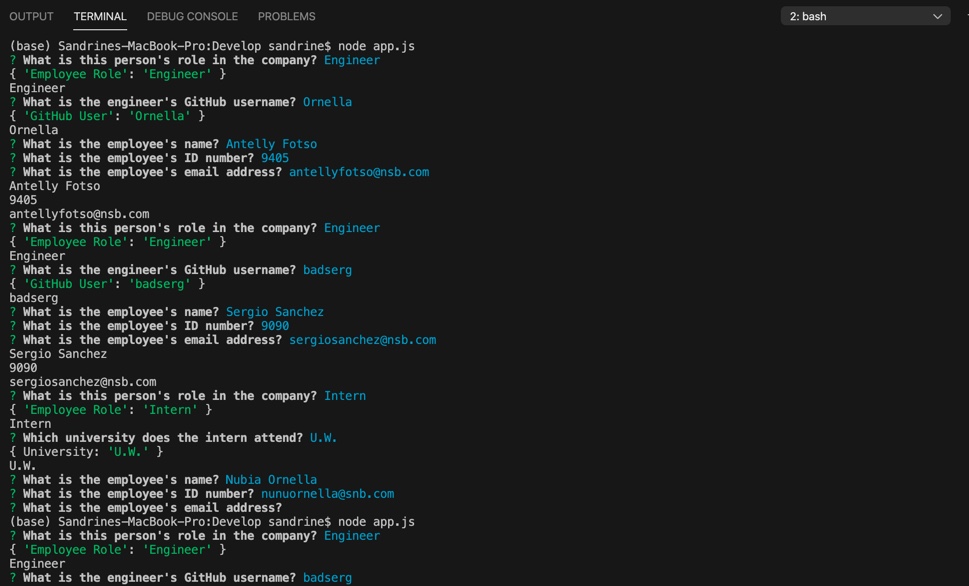 OUTPUT TERMINAL DEBUG CONSOLE PROBLEMS 2: bash
(base) Sandrines-MacBook-Pro:Develop sandrine$ node app.js
? What is this person's role in the company? Engineer
{ 'Employee Role': 'Engineer' }
Engineer
? What is the engineer's GitHub username? Ornella
{ 'GitHub User': 'Ornella' }
Ornella
? What is the employee's name? Antelly Fotso
? What is the employee's ID number? 9405
? What is the employee's email address? antellyfotso@nsb.com
Antelly Fotso
9405
antellyfotso@nsb.com
? What is this person's role in the company? Engineer
{ 'Employee Role': 'Engineer' }
Engineer
? What is the engineer's GitHub username? badserg
{ 'GitHub User': 'badserg' }
badserg
? What is the employee's name? Sergio Sanchez
? What is the employee's ID number? 9090
? What is the employee's email address? sergiosanchez@nsb.com
Sergio Sanchez
9090
sergiosanchez@nsb.com
? What is this person's role in the company? Intern
{ 'Employee Role': 'Intern' }
Intern
? Which university does the intern attend? U.W.
{ University: 'U.W.' }
U.W.
? What is the employee's name? Nubia Ornella
? What is the employee's ID number? nunuornella@snb.com
? What is the employee's email address?
(base) Sandrines-MacBook-Pro:Develop sandrine$ node app.js
? What is this person's role in the company? Engineer
{ 'Employee Role': 'Engineer' }
Engineer
? What is the engineer's GitHub username? badserg